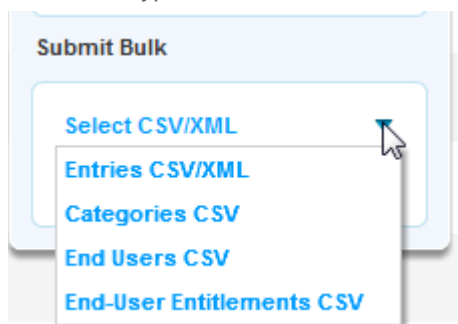 Submit Bulk
Select CSV/XML
Entries CSV/XML
Categories CSV
End Users CSV
End-User Entitlements CSV